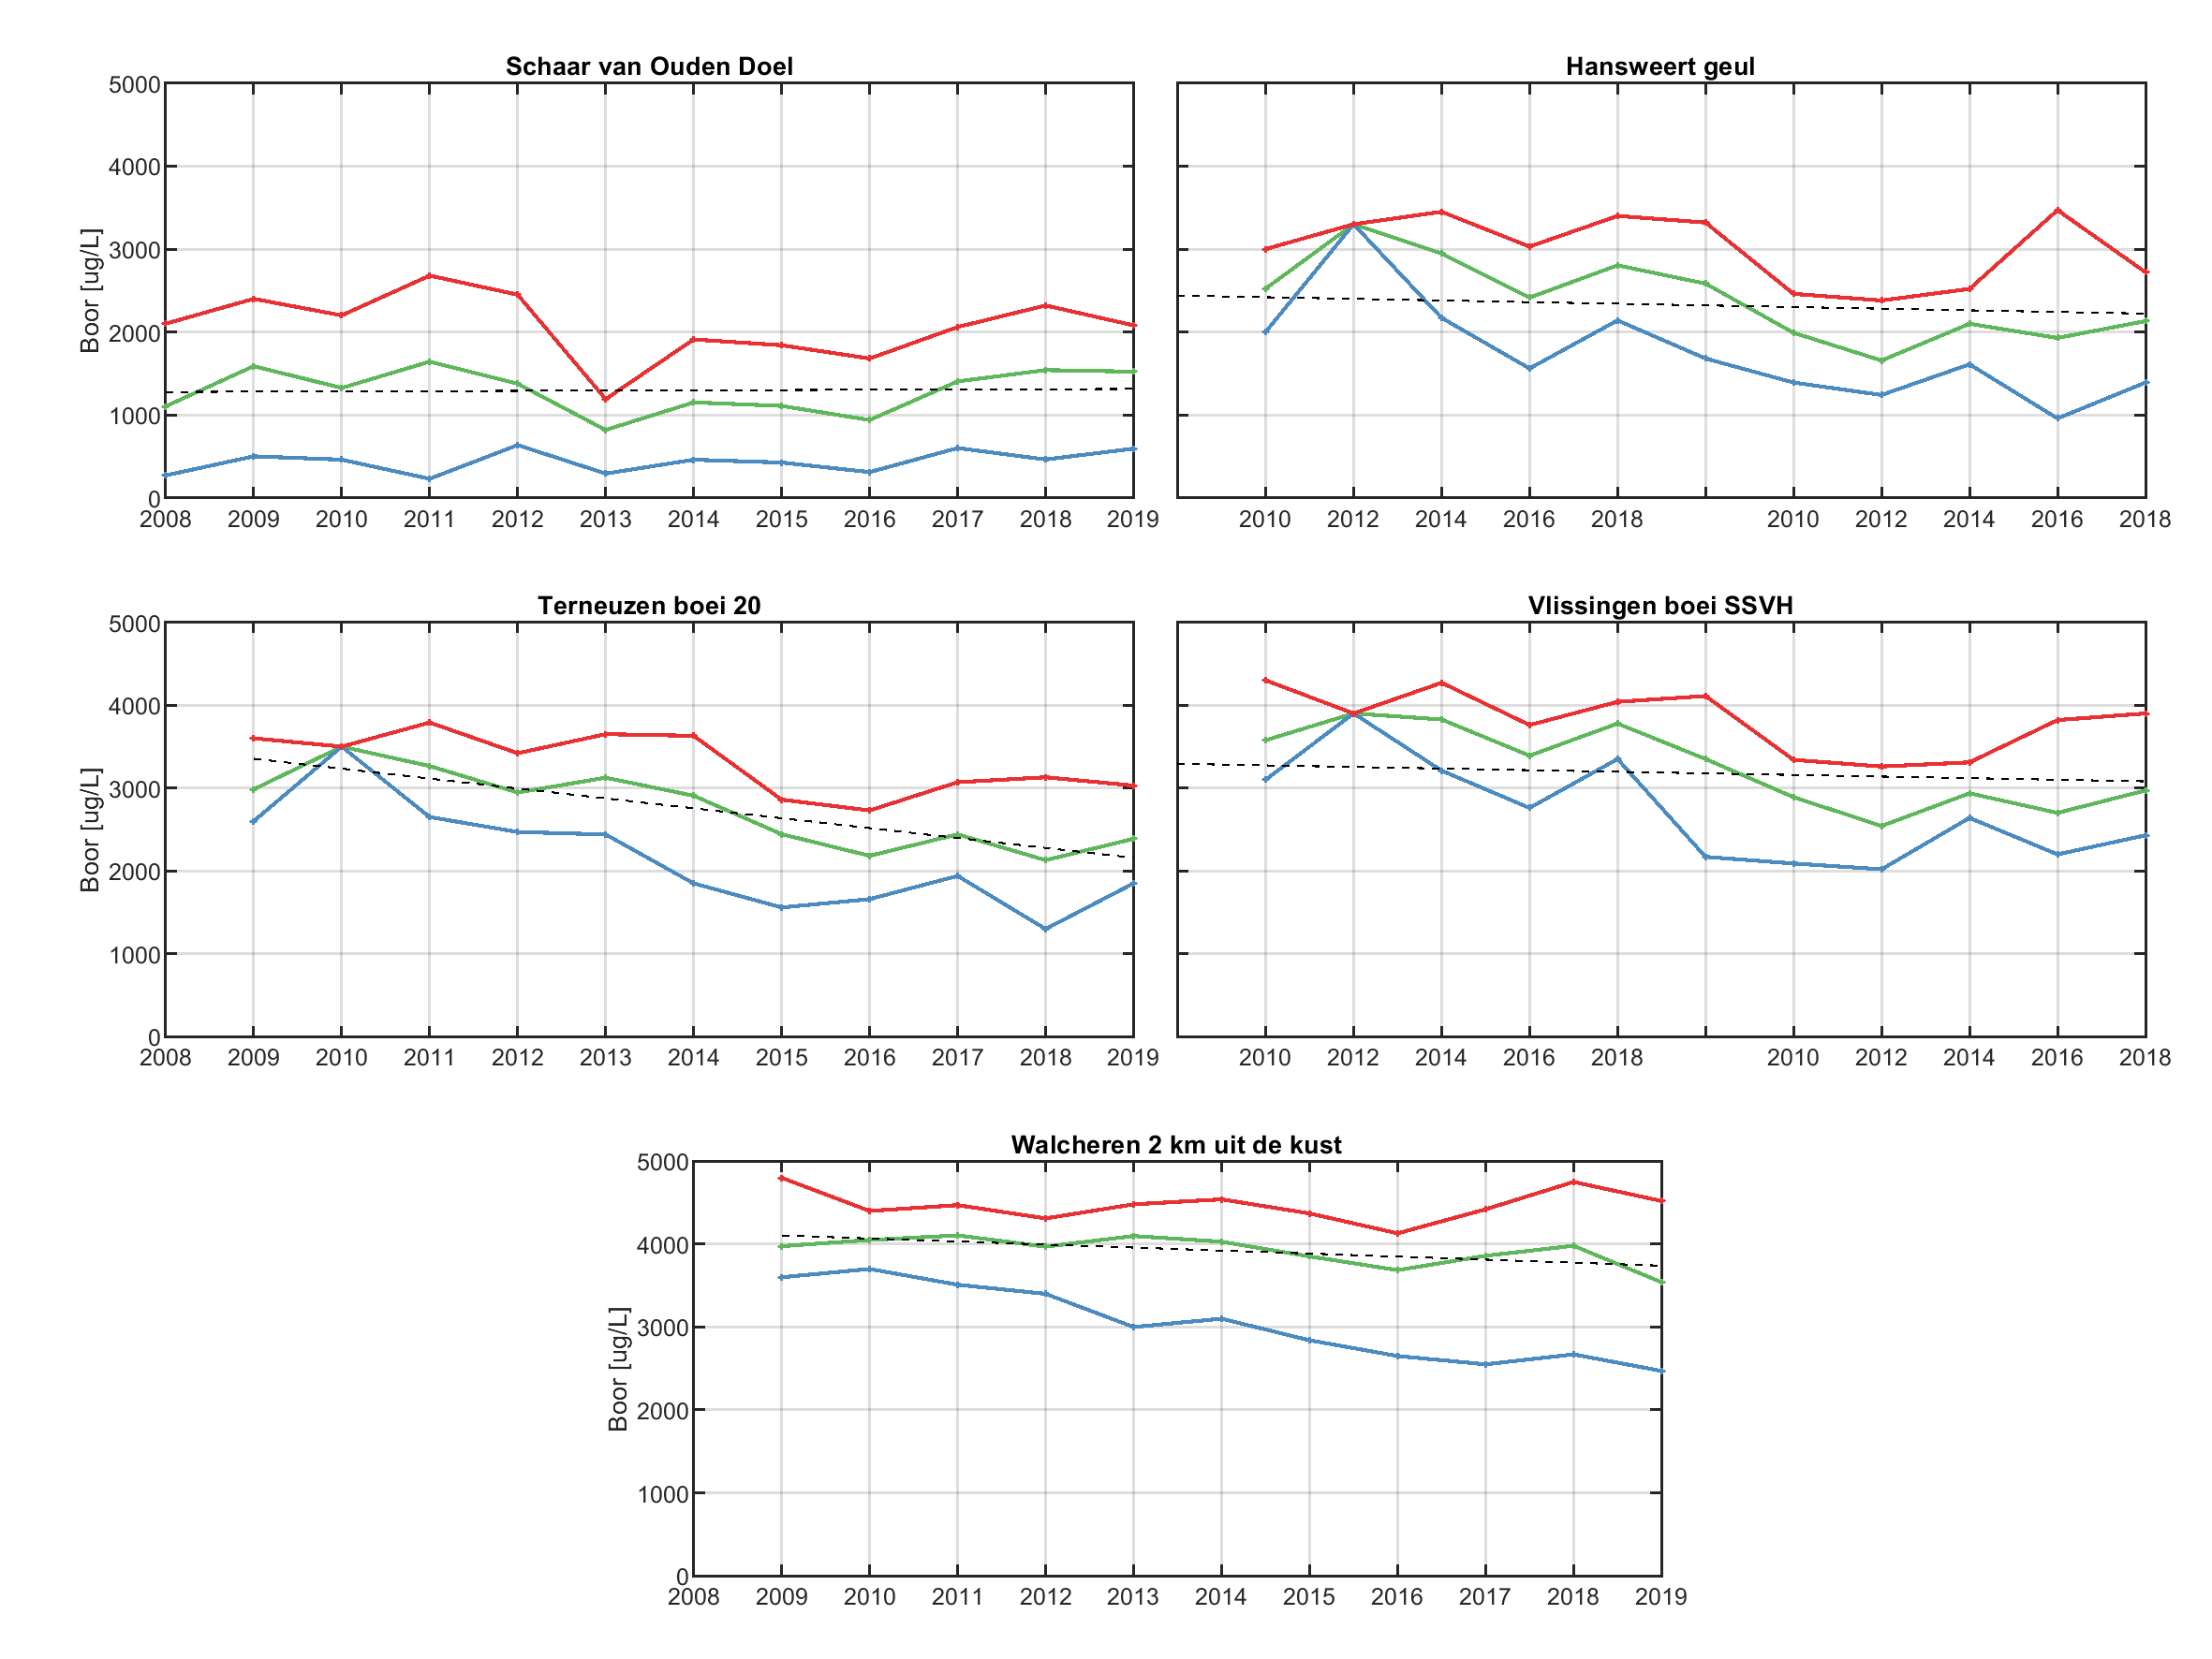 Schaar van Ouden Doel
Hansweert geul
5000
4000
3000
2000
1000
0
Boor [ug/L]
2008 2009 2010 2011 2012 2013 2014 2015 2016 2017 2018 2019
2010 2012 2014 2016 2018 2010 2012 2014 2016 2018
Terneuzen boei 20
Vlissingen boei SSVH
5000
4000
3000
2000
1000
0
Boor [ug/L]
2008 2009 2010 2011 2012 2013 2014 2015 2016 2017 2018 2019
2010 2012 2014 2016 2018 2010 2012 2014 2016 2018
Walcheren 2 km uit de kust
5000
4000
3000
2000
1000
0
Boor [ug/L]
2008 2009 2010 2011 2012 2013 2014 2015 2016 2017 2018 2019